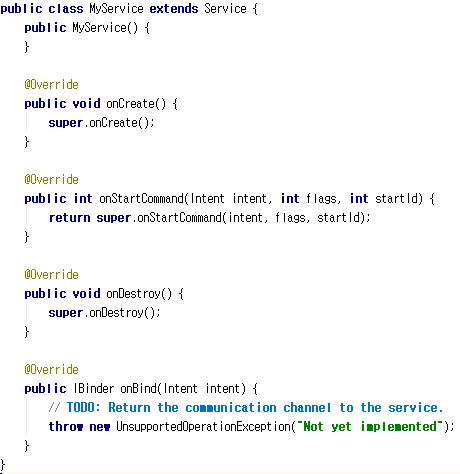 public class MyService extends Service {
    public MyService() {
    }

    @Override
    public void onCreate() {
        super.onCreate();
    }

    @Override
    public int onStartCommand(Intent intent, int flags, int startId) {
        return super.onStartCommand(intent, flags, startId);
    }

    @Override
    public void onDestroy() {
        super.onDestroy();
    }

    @Override
    public IBinder onBind(Intent intent) {
        // TODO: Return the communication channel to the service.
        throw new UnsupportedOperationException("Not yet implemented");
    }
}